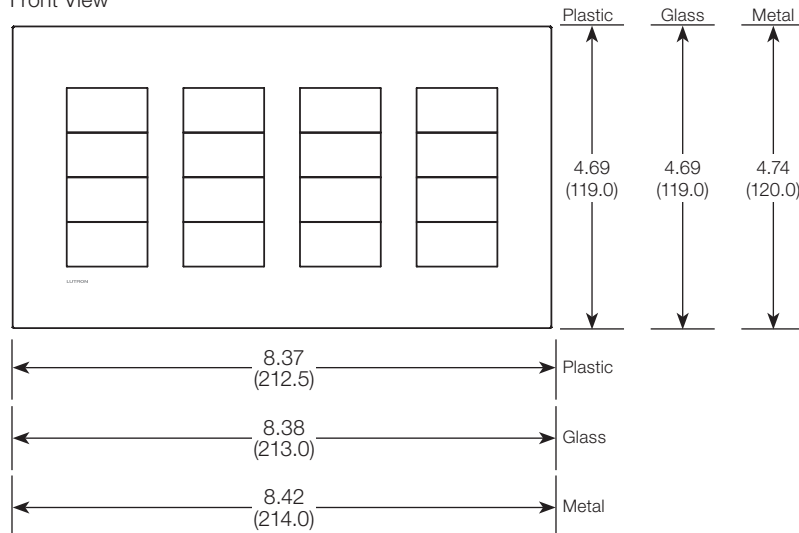 Front View
Plastic Glass Metal
4.69 4.69 4.74
(119.0) (119.0) (120.0)
LUTRON
8.37
(212.5)
Plastic
8.38
(213.0)
Glass
8.42
(214.0)
Metal